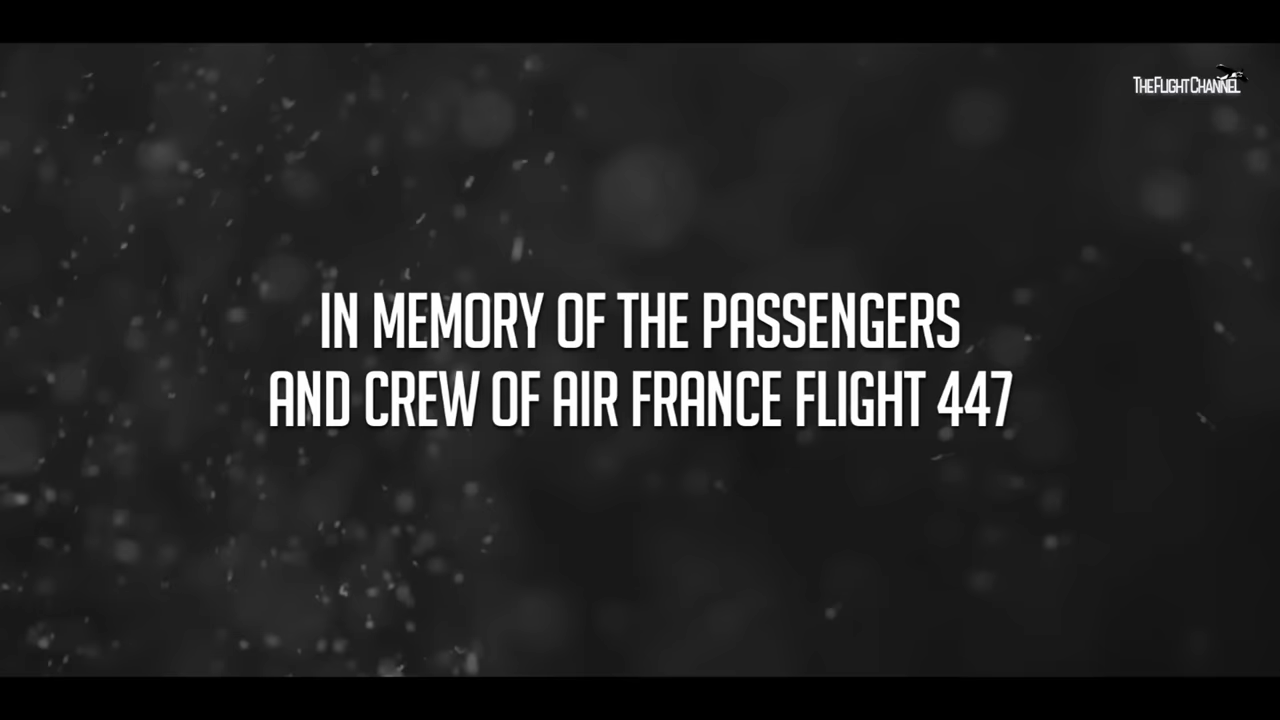 THEFLIGHTCHANNEL
IN MEMORY OF THE PASSENGERS
AND CREW OF AIR FRANCE FLIGHT 447